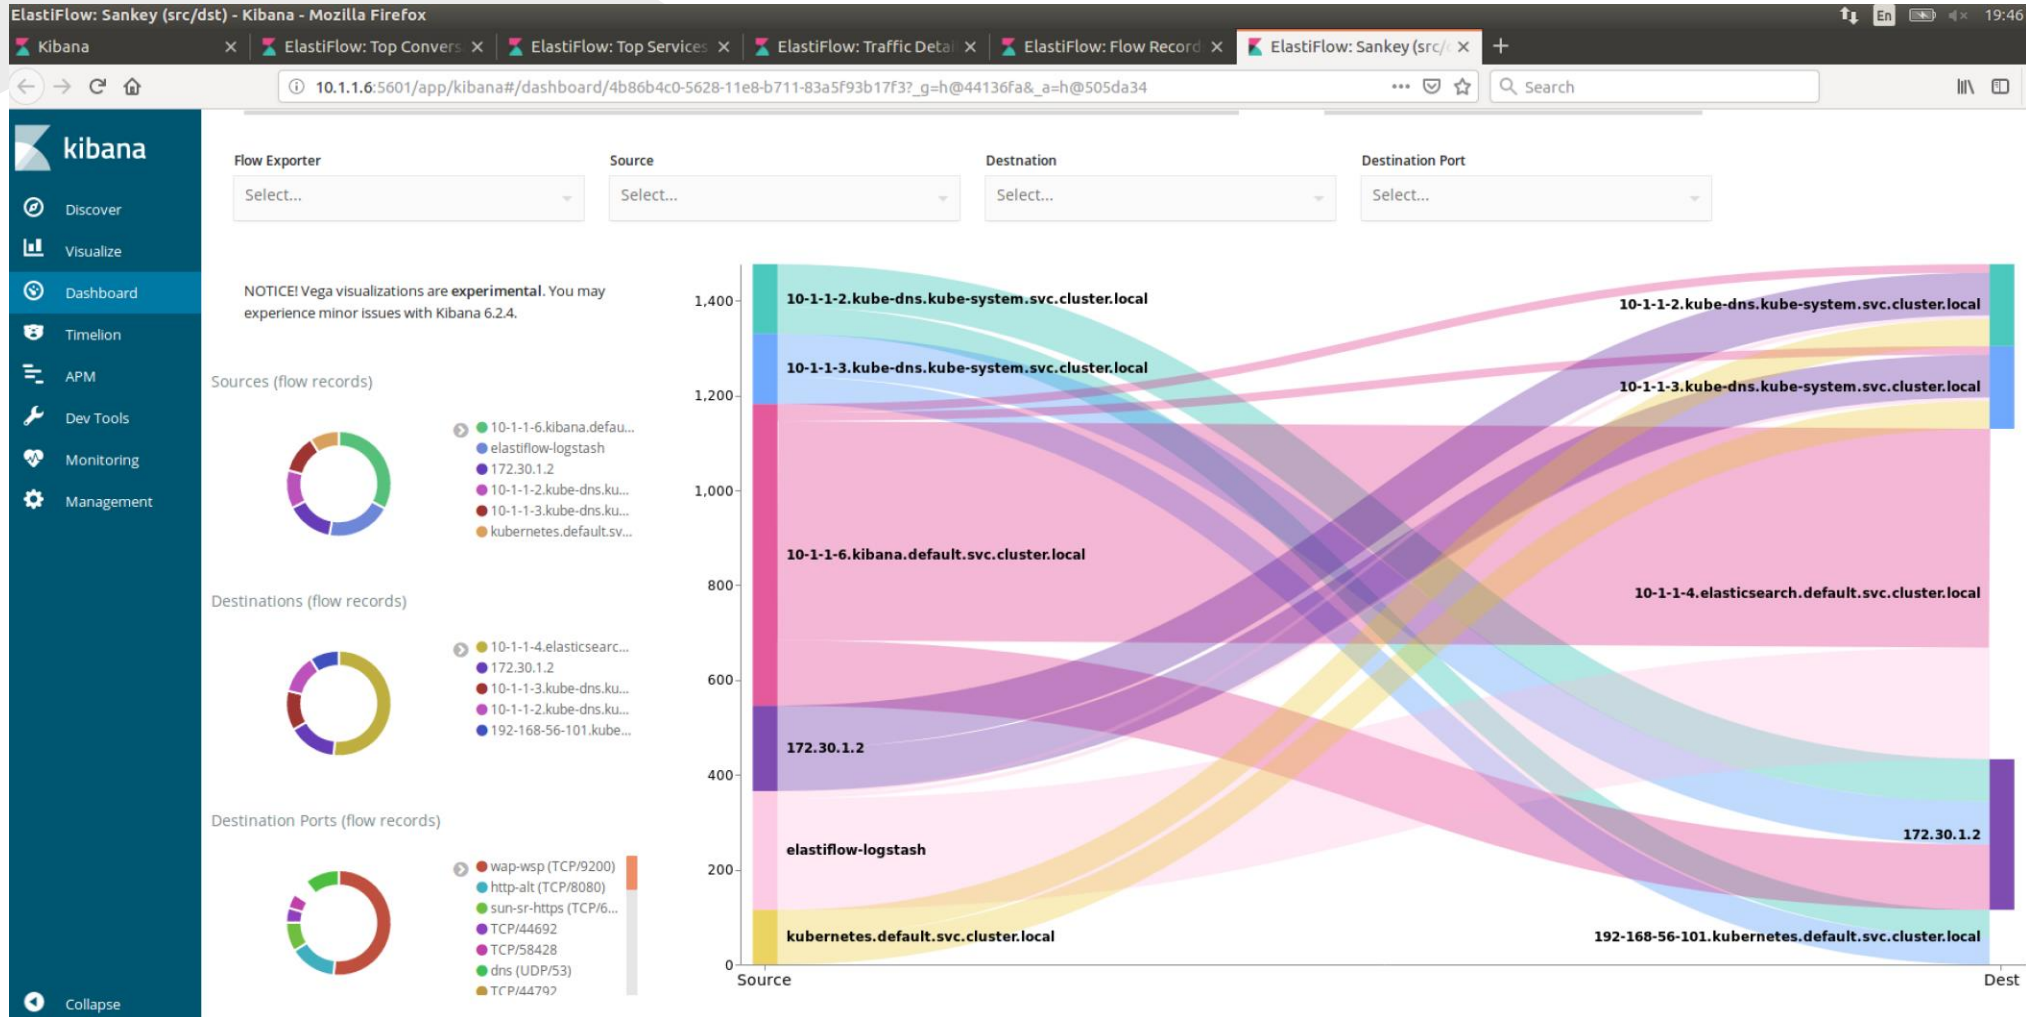 ElastiFlow: Sankey (src/dst) - Kibana - Mozilla Firefox
En
19:46
Kibana
ElastiFlow: Top Convers
ElastiFlow: Top Services
ElastiFlow: Traffic Detai
ElastiFlow: Flow Record
ElastiFlow: Sankey (src/
10.1.1.6:5601/app/kibana#/dashboard/4b86b4c0-5628-11e8-b711-83a5f93b17f3?_g=h@44136fa&_a=h@505da34
Search
kibana
Discover
Visualize
Dashboard
Timelion
APM
Dev Tools
Monitoring
Management
Collapse
Flow Exporter
Select...
Source
Select...
Destnation
Select...
Destination Port
Select...
NOTICE! Vega visualizations are experimental. You may
experience minor issues with Kibana 6.2.4.
Sources (flow records)
10-1-1-6.kibana.defau...
elastiflow-logstash
172.30.1.2
10-1-1-2.kube-dns.ku...
10-1-1-3.kube-dns.ku...
kubernetes.default.sv...
Destinations (flow records)
10-1-1-4.elasticsearc...
172.30.1.2
10-1-1-3.kube-dns.ku...
10-1-1-2.kube-dns.ku...
192-168-56-101.kube...
Destination Ports (flow records)
wap-wsp (TCP/9200)
http-alt (TCP/8080)
sun-sr-https (TCP/6...
TCP/44692
TCP/58428
dns (UDP/53)
TCP/44792
1,400
1,200
1,000
800
600
400
200
0
10-1-1-2.kube-dns.kube-system.svc.cluster.local
10-1-1-3.kube-dns.kube-system.svc.cluster.local
10-1-1-6.kibana.default.svc.cluster.local
172.30.1.2
elastiflow-logstash
kubernetes.default.svc.cluster.local
10-1-1-2.kube-dns.kube-system.svc.cluster.local
10-1-1-3.kube-dns.kube-system.svc.cluster.local
10-1-1-4.elasticsearch.default.svc.cluster.local
172.30.1.2
192-168-56-101.kubernetes.default.svc.cluster.local
Source
Dest